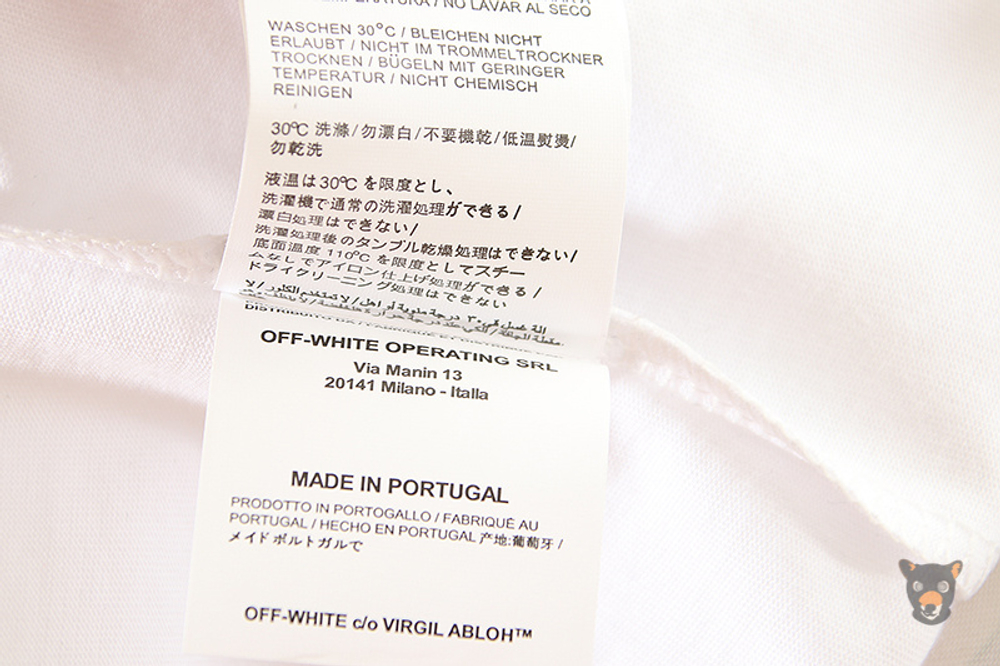 TEMPERATURA / NO LAVAR AL SECO
WASCHEN 30°C / BLEICHEN NICHT
ERLAUBT / NICHT IM TROMMELTROCKNER
TROCKNEN / BÜGELN MIT GERINGER
TEMPERATUR / NICHT CHEMISCH
REINIGEN
30℃ 洗滌/勿漂白/不要機乾/低温熨燙/
勿乾洗
液温は30℃を限度とし、
洗濯機で通常の洗濯処理ができる/
漂白処理はできない/
洗濯処理後のタンブル乾燥処理はできない/
底面温度 110℃を限度としてスチー
ムなしでアイロン仕上げ処理ができる/
ドライクリーニング処理はできない
OFF-WHITE OPERATING SRL
Via Manin 13
20141 Milano - Italla
MADE IN PORTUGAL
PRODOTTO IN PORTOGALLO / FABRIQUÉ AU
PORTUGAL / HECHO EN PORTUGAL 产地:葡萄牙 /
メイドポルトガルで
OFF-WHITE c/o VIRGIL ABLOH™